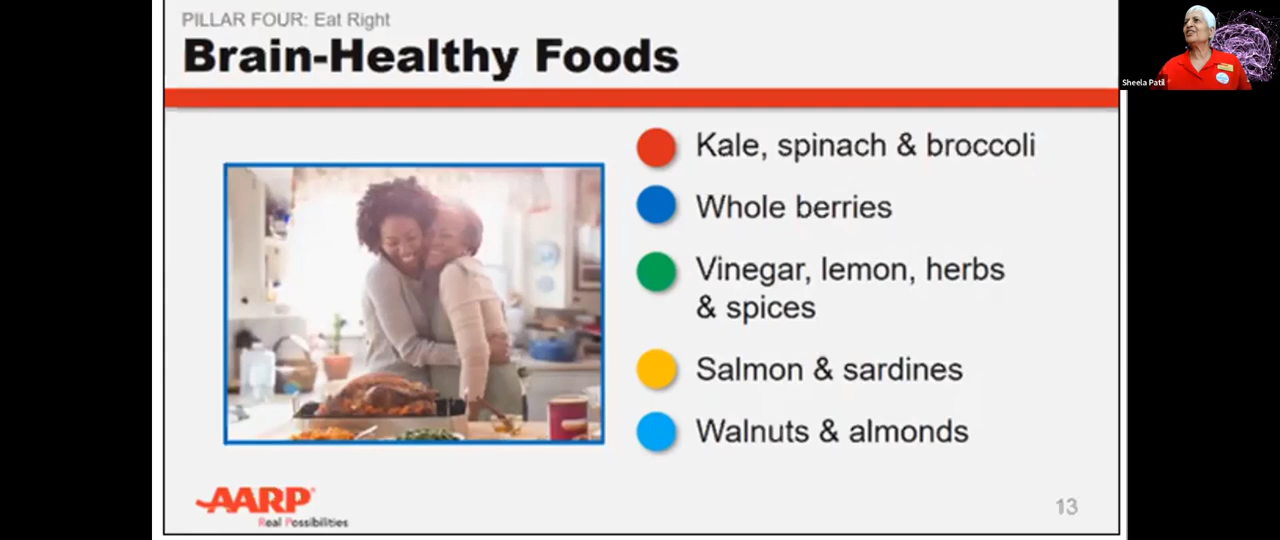 PILLAR FOUR: Eat Right
Brain-Healthy Foods
Sheela Patil
Kale, spinach & broccoli
Whole berries
Vinegar, lemon, herbs
& spices
Salmon & sardines
Walnuts & almonds
AARP®
Real Possibilities
13